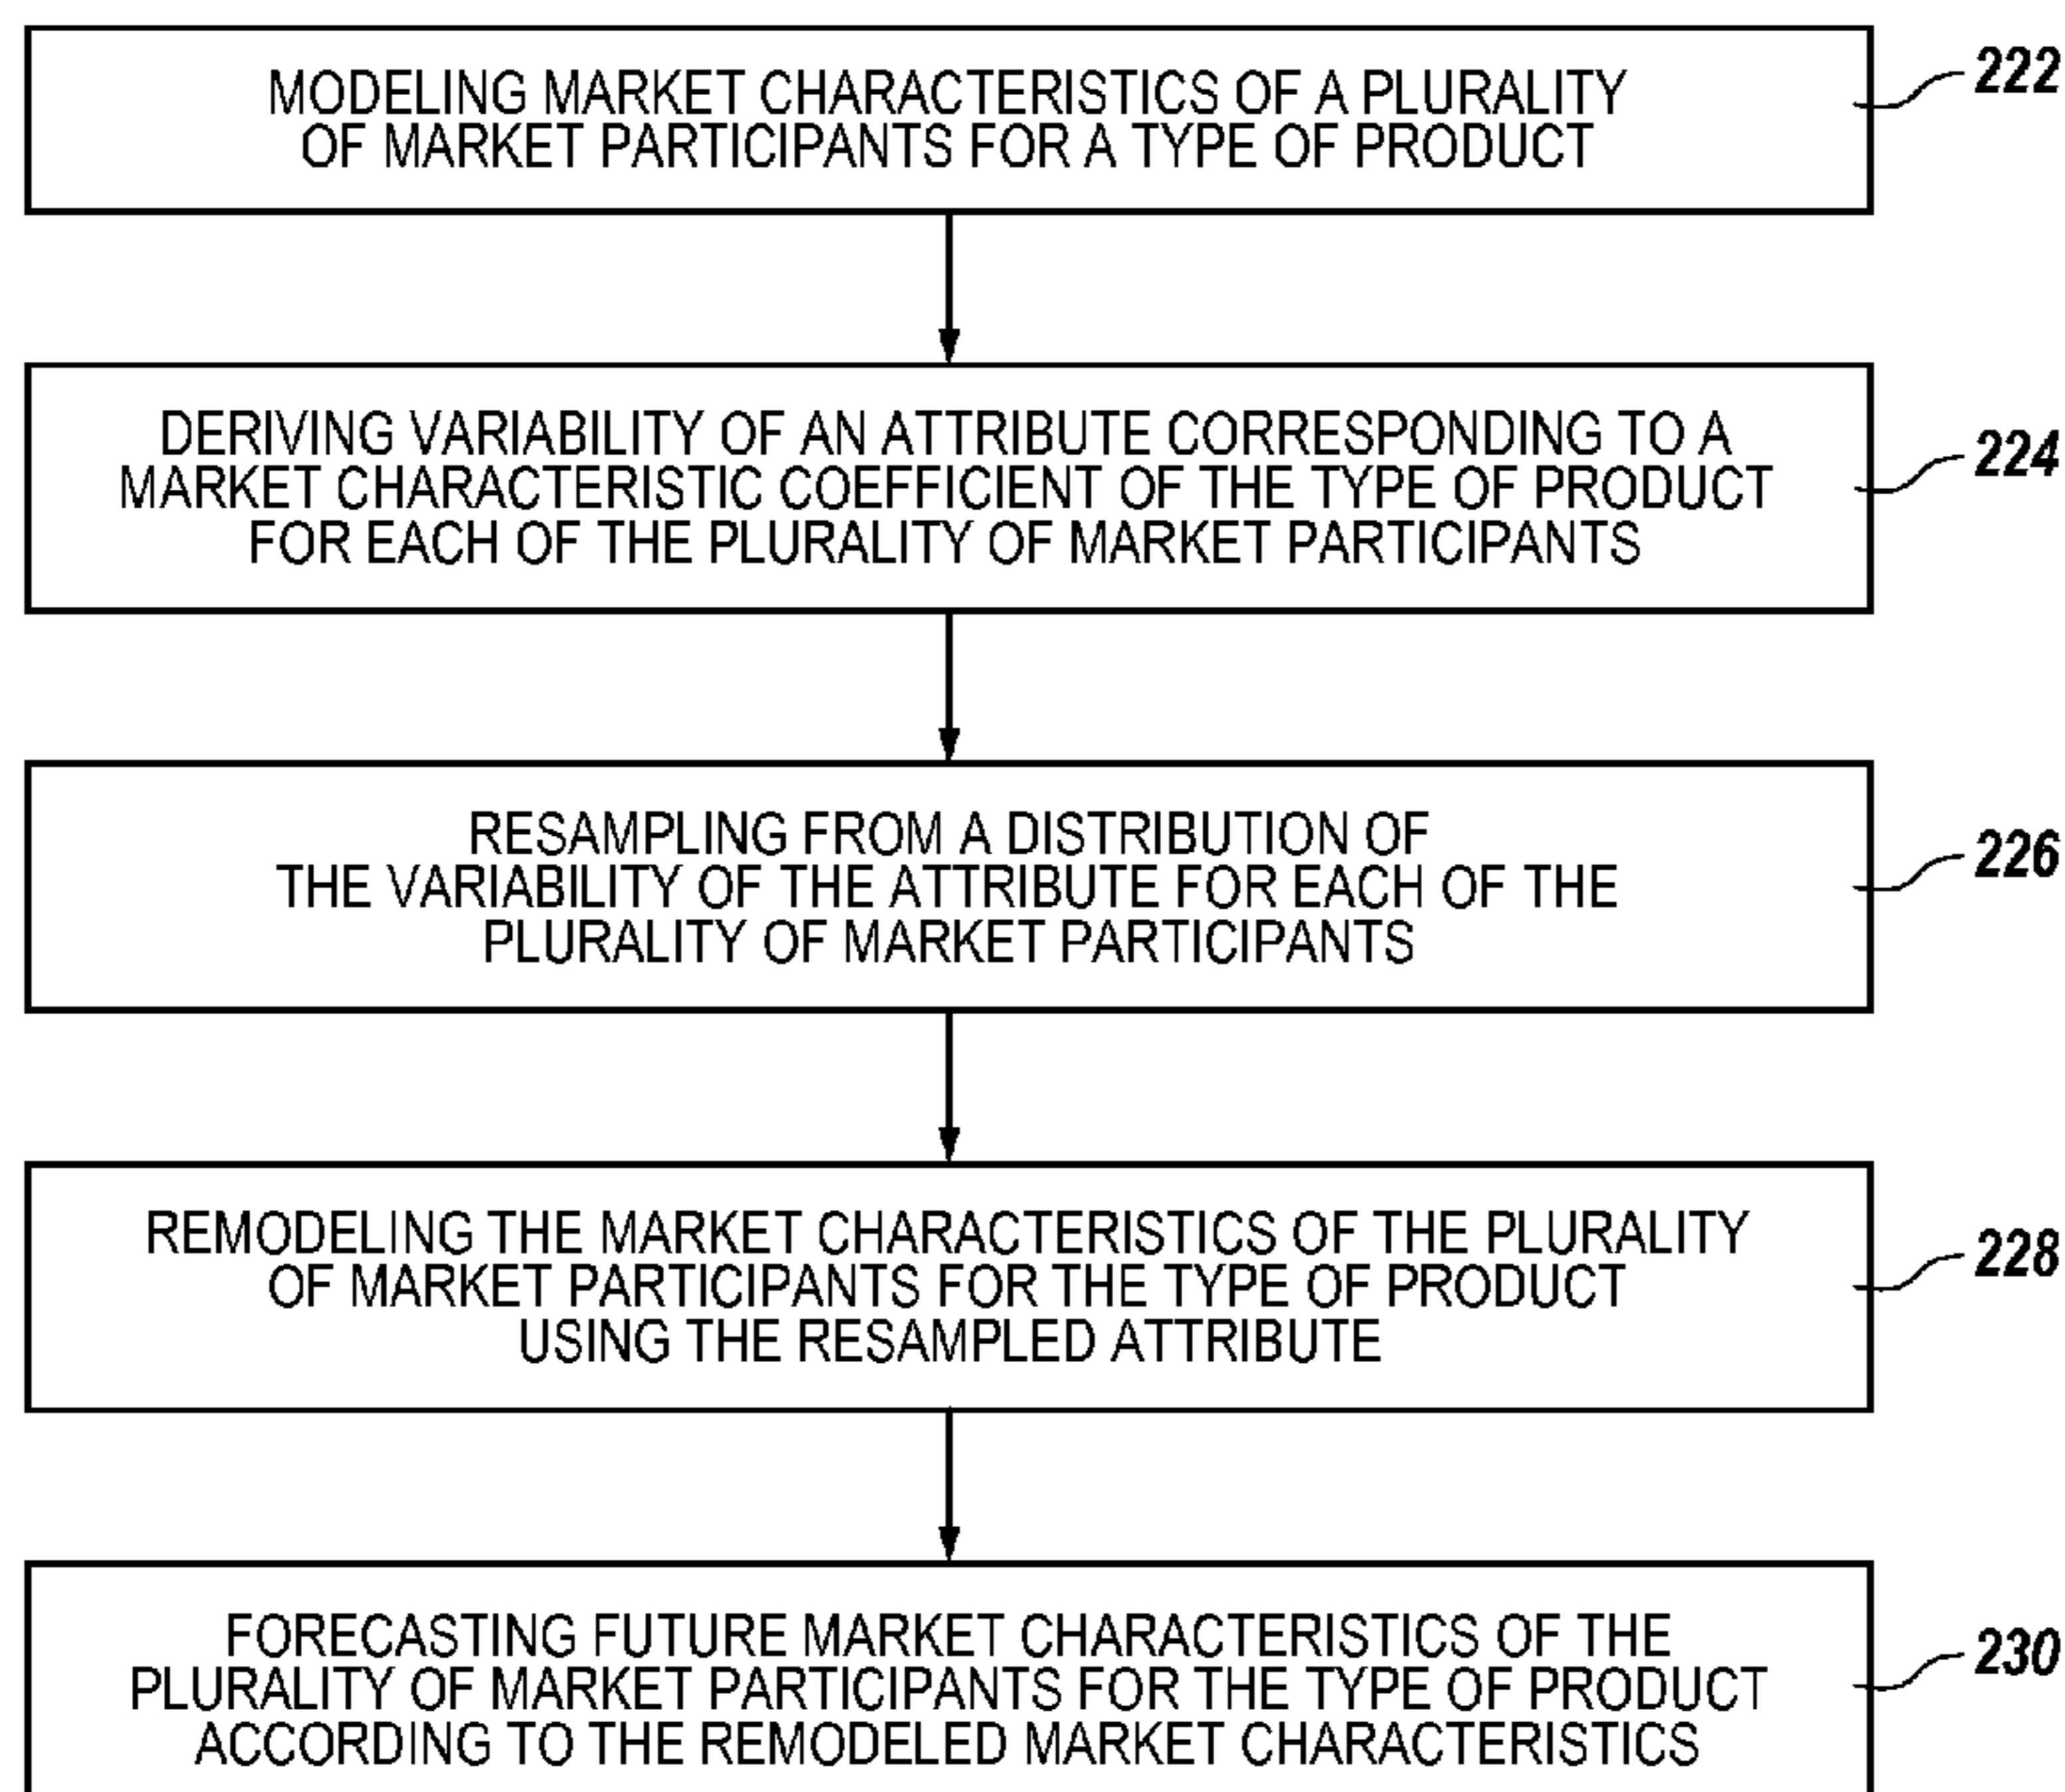 MODELING MARKET CHARACTERISTICS OF A PLURALITY
OF MARKET PARTICIPANTS FOR A TYPE OF PRODUCT
222
DERIVING VARIABILITY OF AN ATTRIBUTE CORRESPONDING TO A
MARKET CHARACTERISTIC COEFFICIENT OF THE TYPE OF PRODUCT
FOR EACH OF THE PLURALITY OF MARKET PARTICIPANTS
224
RESAMPLING FROM A DISTRIBUTION OF
THE VARIABILITY OF THE ATTRIBUTE FOR EACH OF THE
PLURALITY OF MARKET PARTICIPANTS
226
REMODELING THE MARKET CHARACTERISTICS OF THE PLURALITY
OF MARKET PARTICIPANTS FOR THE TYPE OF PRODUCT
USING THE RESAMPLED ATTRIBUTE
228
FORECASTING FUTURE MARKET CHARACTERISTICS OF THE
PLURALITY OF MARKET PARTICIPANTS FOR THE TYPE OF PRODUCT
ACCORDING TO THE REMODELED MARKET CHARACTERISTICS
230